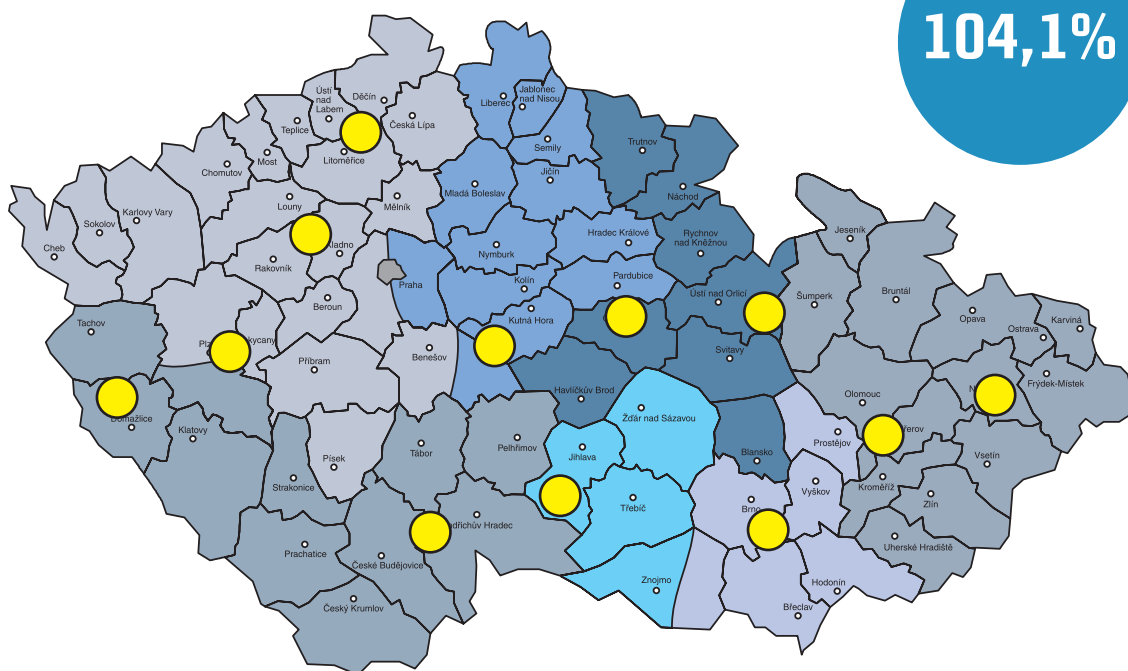 104,1%
Ústí
nad
Labem
Děčín
Teplice
Česká Lípa
Liberec
Jablonec
nad Nisou
Semily
Trutnov
Most
Litoměřice
Chomutov
Jičín
Mladá Boleslav
Náchod
Louny
Mělník
Karlovy Vary
Sokolov
Cheb
Rychnov
nad Kněžnou
Hradec Králové
Jeseník
Nymburk
Rakovník
Pardubice
Kolín
Praha
Ústí nad Orlicí
Šumperk
Bruntál
Beroun
Opava
Karviná
Ostrava
Tachov
Kutná Hora
Benešov
Svitavy
Příbram
Havlíčkův Brod
Olomouc
Frýdek-Místek
Domažlice
Klatovy
Žďár nad Sázavou
Prostějov
Písek
Tábor
Pelhřimov
Jihlava
Blansko
Vsetín
Strakonice
Kroměříž
Vyškov
Třebíč
Brno
Zlín
Uherské Hradiště
Prachatice
České Budějovice
Znojmo
Hodonín
Český Krumlov
Břeclav